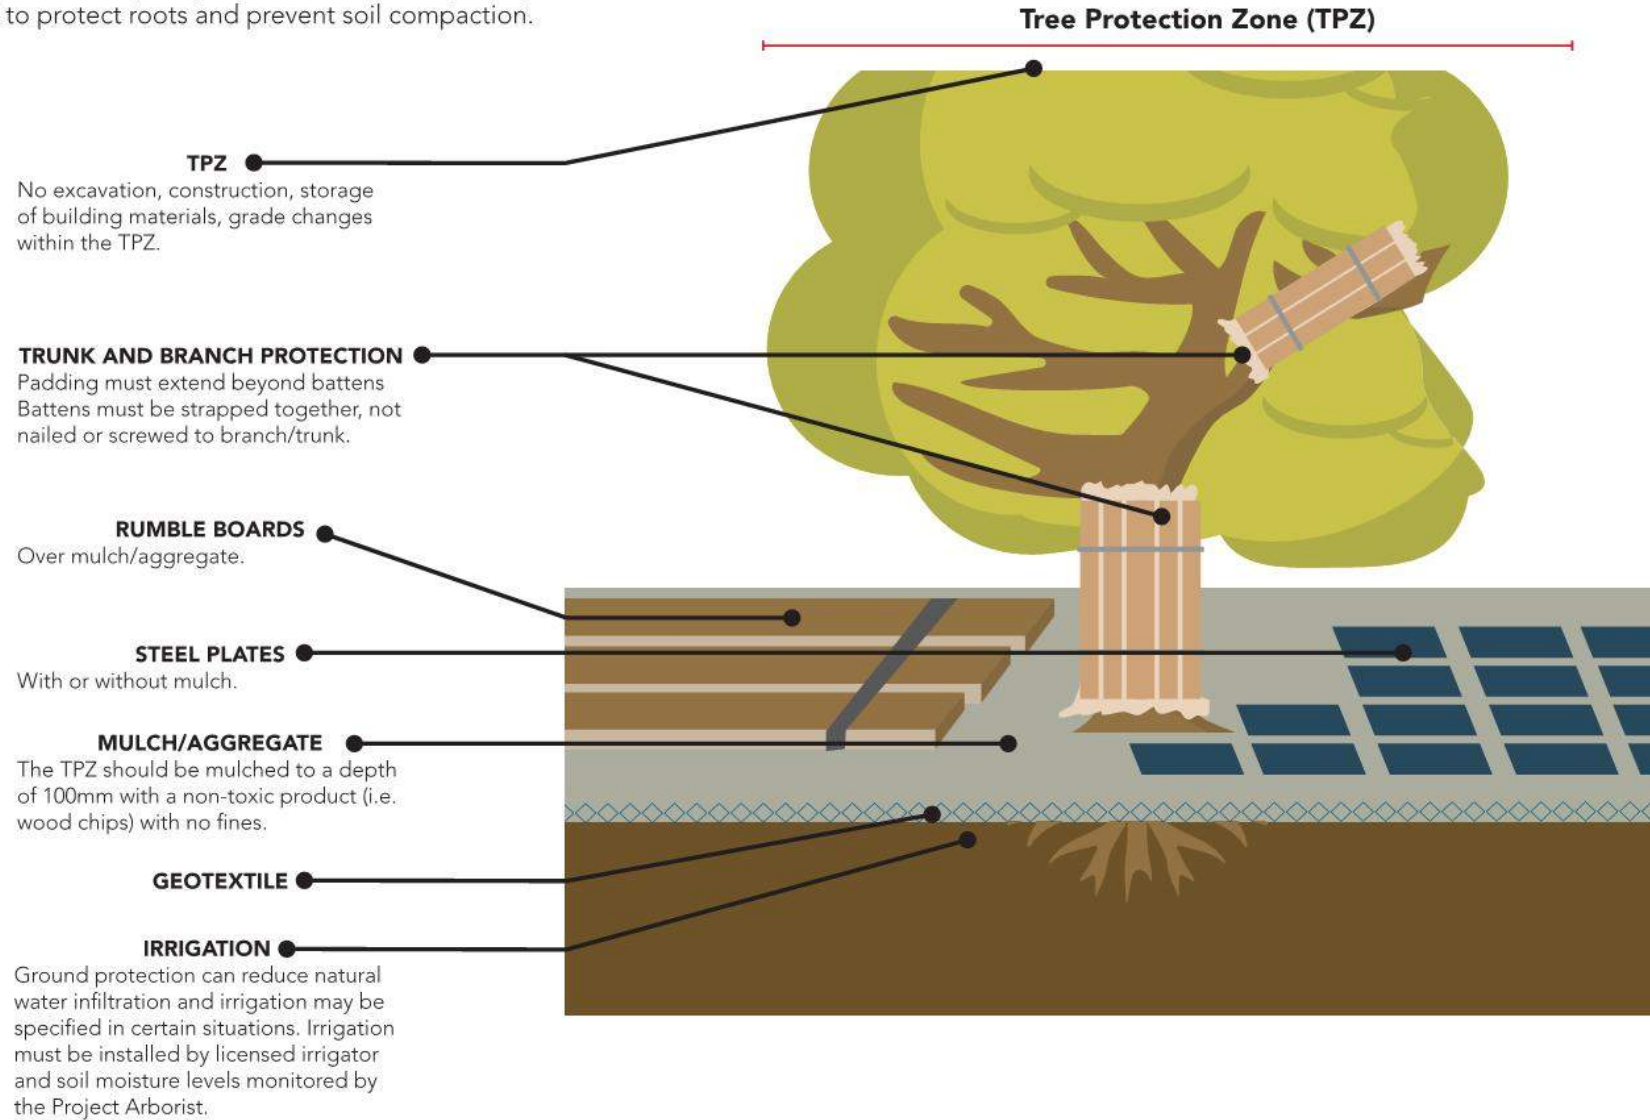 to protect roots and prevent soil compaction.
Tree Protection Zone (TPZ)
TPZ
No excavation, construction, storage
of building materials, grade changes
within the TPZ.
TRUNK AND BRANCH PROTECTION
Padding must extend beyond battens
Battens must be strapped together, not
nailed or screwed to branch/trunk.
RUMBLE BOARDS
Over mulch/aggregate.
STEEL PLATES
With or without mulch.
MULCH/AGGREGATE
The TPZ should be mulched to a depth
of 100mm with a non-toxic product (i.e.
wood chips) with no fines.
GEOTEXTILE
IRRIGATION
Ground protection can reduce natural
water infiltration and irrigation may be
specified in certain situations. Irrigation
must be installed by licensed irrigator
and soil moisture levels monitored by
the Project Arborist.